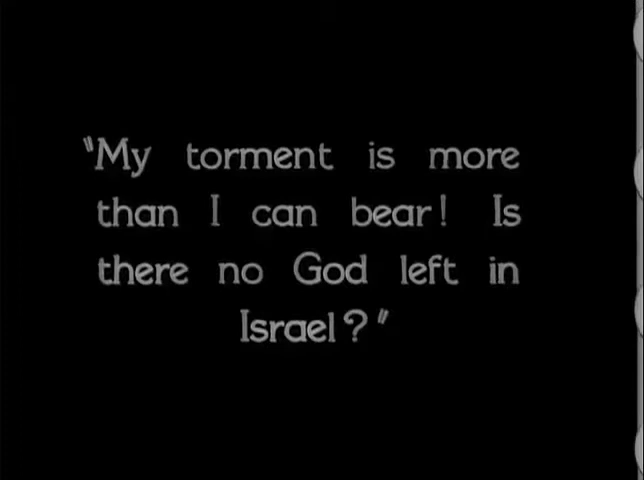 "My torment is more
than I can bear! Is
there no God left in
Israel?"